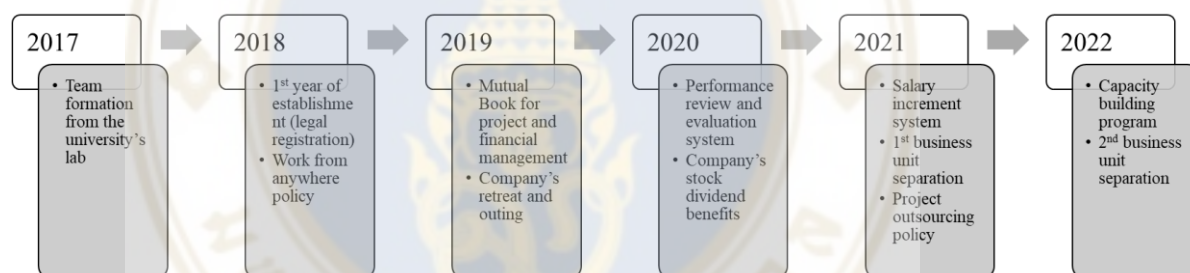 2017
• Team
formation
from the
university's
lab
2018
• 1st year of
establishme
nt (legal
registration)
• Work from
anywhere
policy
2019
• Mutual
Book for
project and
financial
management
• Company's
retreat and
outing
2020
• Performance
review and
evaluation
system
• Company's
stock
dividend
benefits
2021
• Salary
increment
system
• 1st business
unit
separation
• Project
outsourcing
policy
2022
• Capacity
building
program
• 2nd business
unit
separation